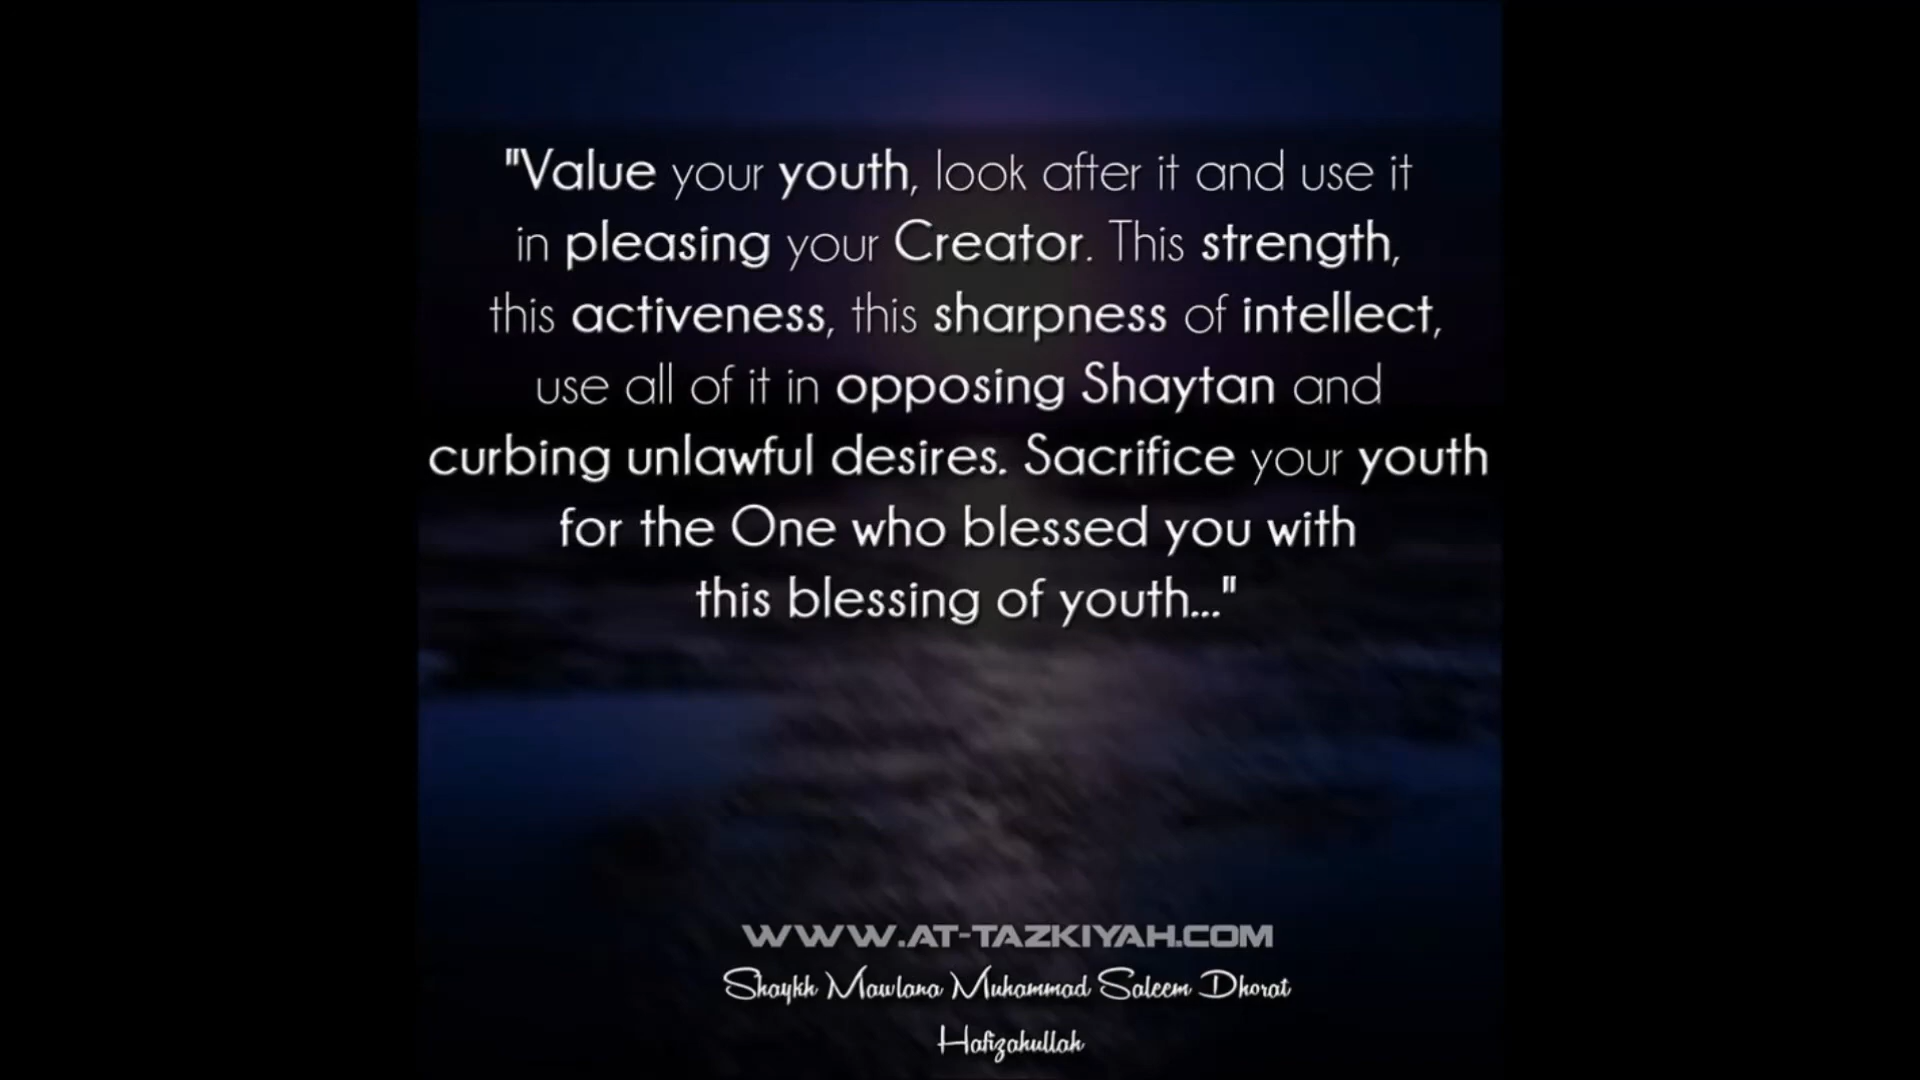 "Value your youth, look after it and use it
in pleasing your Creator. This strength,
this activeness, this sharpness of intellect,
use all of it in opposing Shaytan and
curbing unlawful desires. Sacrifice your youth
for the One who blessed you with
this blessing of youth..."
WWW.AT-TAZKIYAH.COM
Shaykh Mawlana Muhammad Saleem Dhorat
Hafizahullah